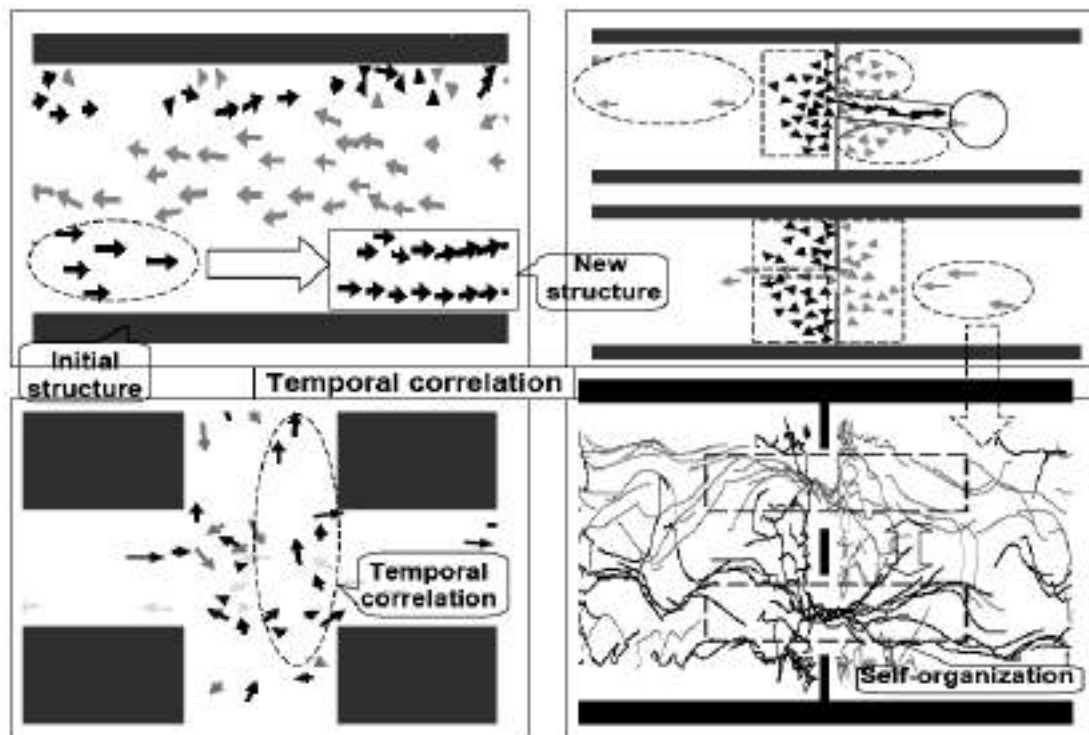 New
structure
Initial
structure
Temporal correlation
Temporal
correlation
Self-organization